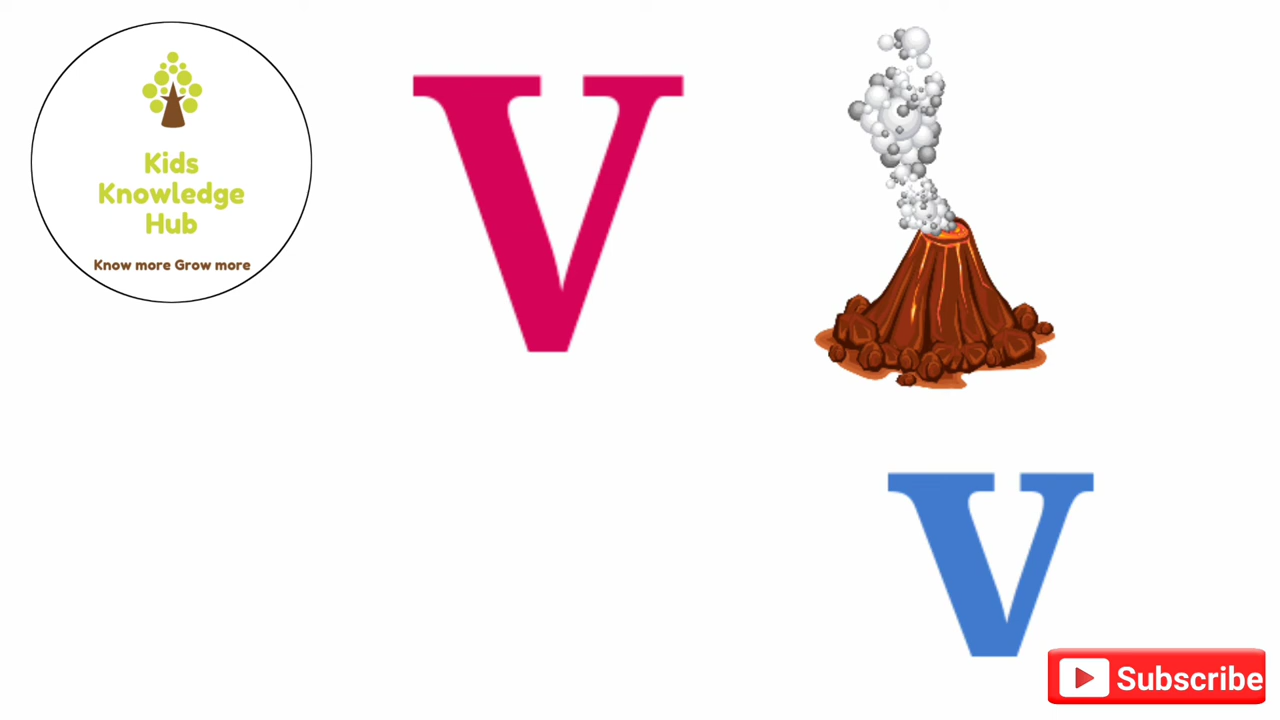 Kids
Knowledge
Hub
Know more Grow more
V
v
Subscribe